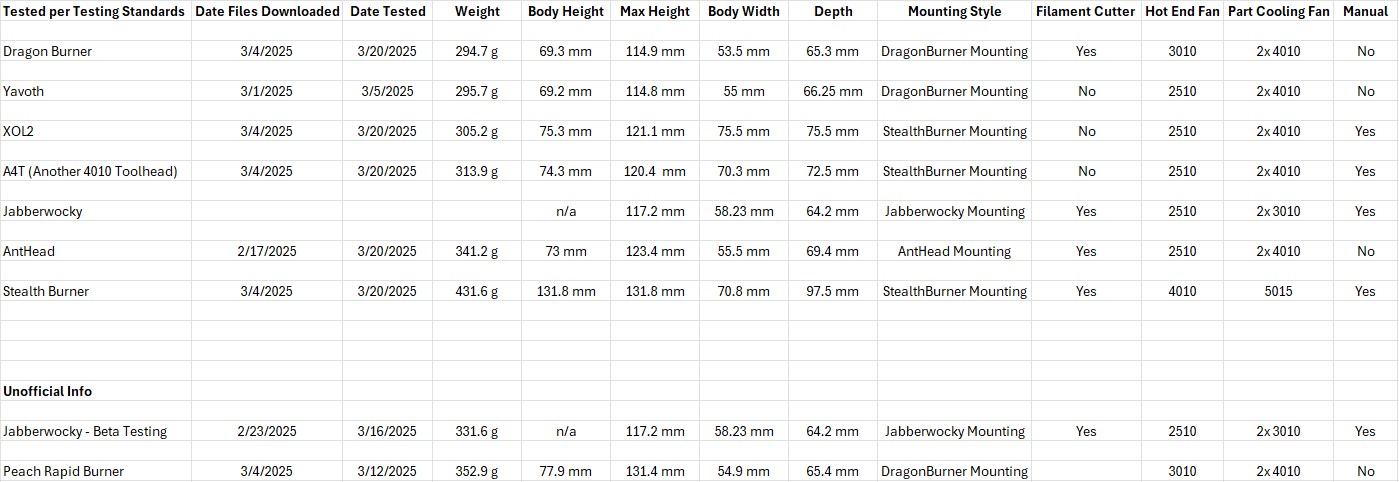 Tested per Testing Standards Date Files Downloaded Date Tested Weight Body Height Max Height Body Width Depth Mounting Style Filament Cutter Hot End Fan Part Cooling Fan Manual
Dragon Burner 3/4/2025 3/20/2025 294.7 g 69.3 mm 114.9 mm 53.5 mm 65.3 mm DragonBurner Mounting Yes 3010 2x 4010 No
Yavoth 3/1/2025 3/5/2025 295.7 g 69.2 mm 114.8 mm 55 mm 66.25 mm DragonBurner Mounting No 2510 2x 4010 No
XOL2 3/4/2025 3/20/2025 305.2 g 75.3 mm 121.1 mm 75.5 mm 75.5 mm StealthBurner Mounting No 2510 2x 4010 Yes
A4T (Another 4010 Toolhead) 3/4/2025 3/20/2025 313.9 g 74.3 mm 120.4 mm 70.3 mm 72.5 mm StealthBurner Mounting No 2510 2x 4010 Yes
Jabberwocky n/a 117.2 mm 58.23 mm 64.2 mm Jabberwocky Mounting Yes 2510 2x 3010 Yes
AntHead 2/17/2025 3/20/2025 341.2 g 73 mm 123.4 mm 55.5 mm 69.4 mm AntHead Mounting Yes 2510 2x 4010 No
Stealth Burner 3/4/2025 3/20/2025 431.6 g 131.8 mm 131.8 mm 70.8 mm 97.5 mm StealthBurner Mounting Yes 4010 5015 Yes
Unofficial Info
Jabberwocky - Beta Testing 2/23/2025 3/16/2025 331.6 g n/a 117.2 mm 58.23 mm 64.2 mm Jabberwocky Mounting Yes 2510 2x 3010 Yes
Peach Rapid Burner 3/4/2025 3/12/2025 352.9 g 77.9 mm 131.4 mm 54.9 mm 65.4 mm DragonBurner Mounting 3010 2x 4010 No